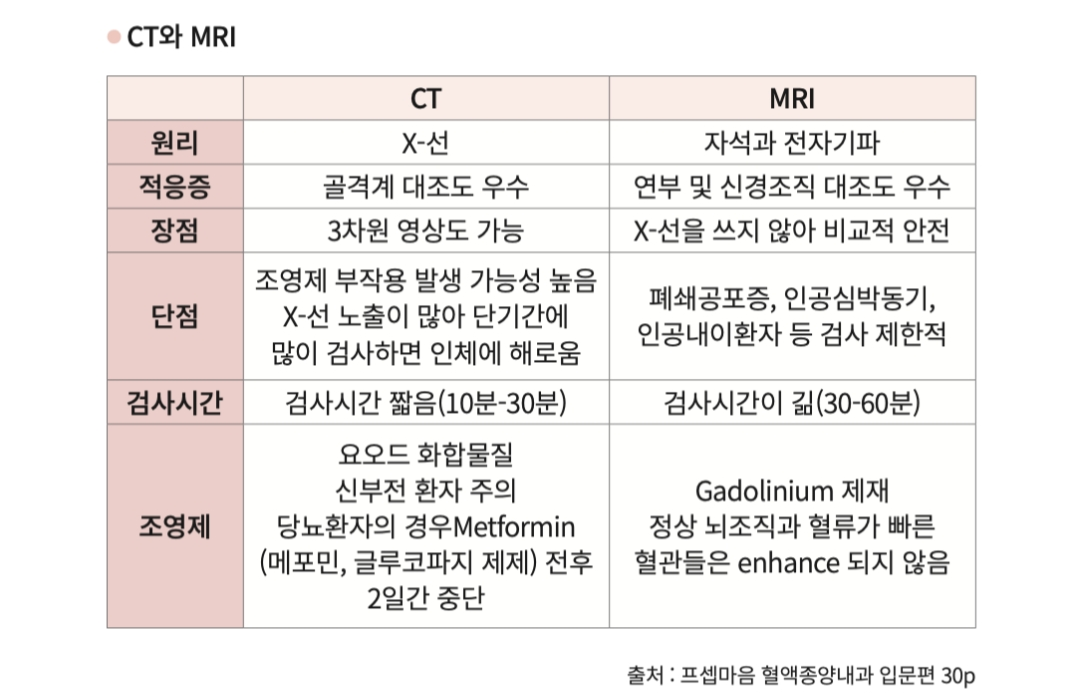 CT와 MRI
CT MRI
원리 X-선 자석과 전자기파
적응증 골격계 대조도 우수 연부 및 신경조직 대조도 우수
장점 3차원 영상도 가능 X-선을 쓰지 않아 비교적 안전
단점
조영제 부작용 발생 가능성 높음
X-선 노출이 많아 단기간에
많이 검사하면 인체에 해로움
폐쇄공포증, 인공심박동기,
인공내이환자 등 검사 제한적
검사시간 검사시간 짧음(10분-30분) 검사시간이 긺(30-60분)
조영제
요오드 화합물질
신부전 환자 주의
당뇨환자의 경우Metformin
(메포민, 글루코파지 제제) 전후
2일간 중단
Gadolinium 제재
정상 뇌조직과 혈류가 빠른
혈관들은 enhance 되지 않음
출처 : 프셉마음 혈액종양내과 입문편 30p